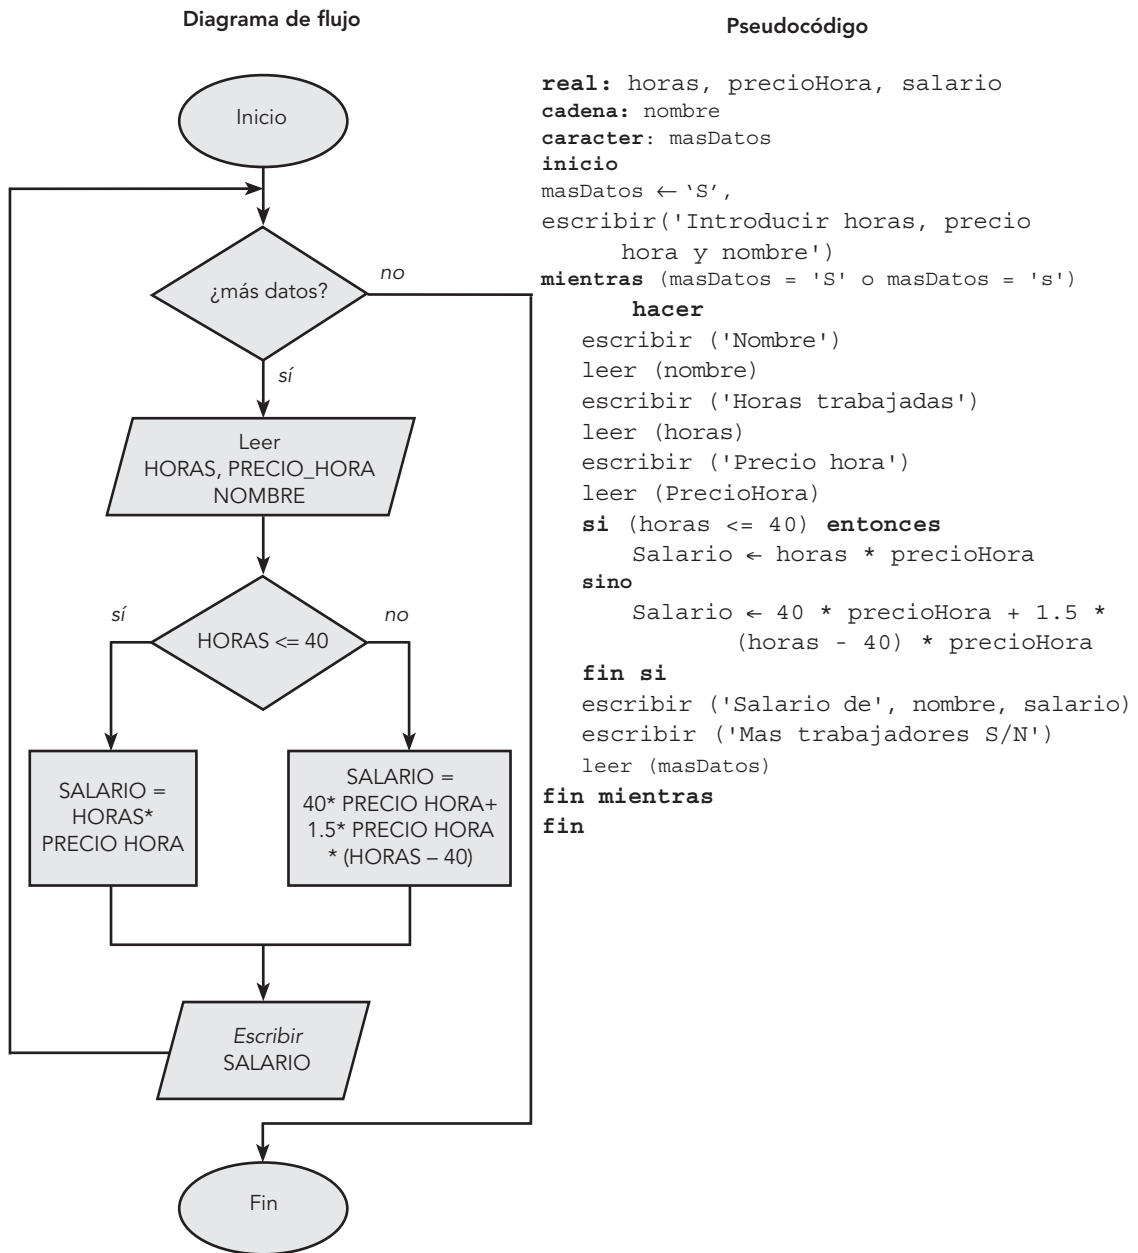 Diagrama de flujo
Inicio
¿más datos?
no
sí
Leer
HORAS, PRECIO_HORA
NOMBRE
sí
no
HORAS <= 40
SALARIO =
HORAS*
PRECIO HORA
SALARIO =
40* PRECIO HORA+
1.5* PRECIO HORA
* (HORAS – 40)
Escribir
SALARIO
Fin
Pseudocódigo
real: horas, precioHora, salario
cadena: nombre
caracter: masDatos
inicio
masDatos ← ‘S’,
escribir('Introducir horas, precio
hora y nombre')
mientras (masDatos = 'S' o masDatos = 's')
hacer
escribir ('Nombre')
leer (nombre)
escribir ('Horas trabajadas')
leer (horas)
escribir ('Precio hora')
leer (PrecioHora)
si (horas <= 40) entonces
Salario ← horas * precioHora
sino
Salario ← 40 * precioHora + 1.5 *
(horas - 40) * precioHora
fin si
escribir ('Salario de', nombre, salario)
escribir ('Mas trabajadores S/N')
leer (masDatos)
fin mientras
fin